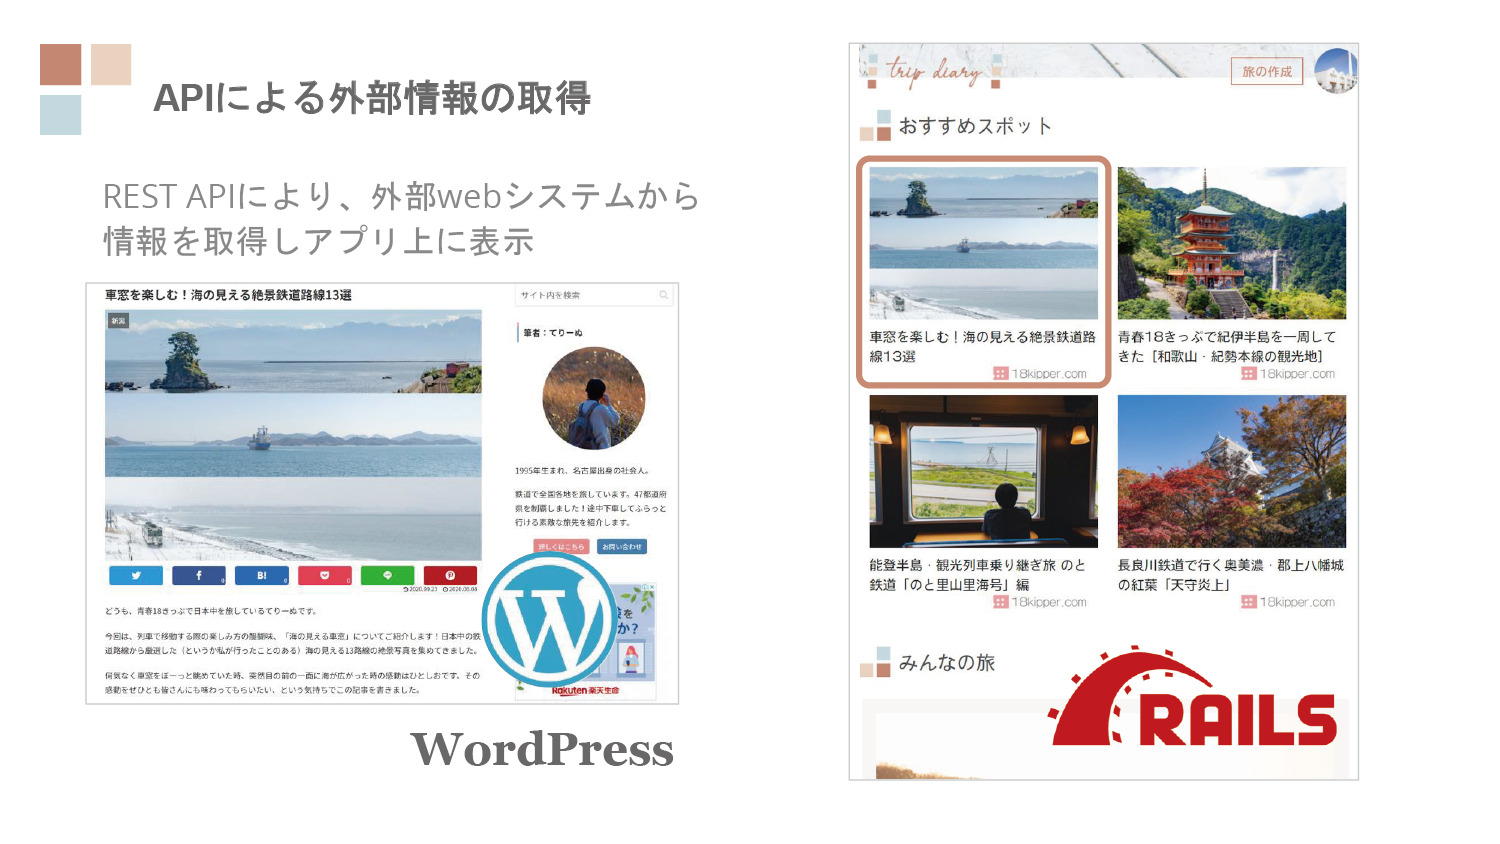 APIによる外部情報の取得
REST APIにより、外部webシステムから
情報を取得しアプリ上に表示
車窓を楽しむ！海の見える絶景鉄道路線13選
新潟
2020.09.23 2020.06.08
どうも、青春18きっぷで日本中を旅しているてりーぬです。
今回は、列車で移動する際の楽しみ方の醍醐味、「海の見える車窓」についてご紹介します！日本中の鉄
道路線から厳選した（というか私が行ったことのある）海の見える13路線の絶景写真を集めてきました。
何気なく車窓をぼーっと眺めていた時、突然目の前の一面に海が広がった時の感動はひとしおです。その
感動をぜひとも皆さんにも味わってもらいたい、という気持ちでこの記事を書きました。
サイト内を検索
筆者：てりーぬ
1995年生まれ、名古屋出身の社会人。
鉄道で全国各地を旅しています。47都道府
県を制覇しました！途中下車してふらっと
行ける素敵な旅先を紹介します。
詳しくはこちら お問い合わせ
を
か？
Rakuten 楽天生命
WordPress
trip diary
旅の作成
おすすめスポット
車窓を楽しむ！海の見える絶景鉄道路
線13選
18kipper.com
青春18きっぷで紀伊半島を一周して
きた［和歌山・紀勢本線の観光地］
18kipper.com
能登半島・観光列車乗り継ぎ旅 のと
鉄道「のと里山里海号」編
18kipper.com
長良川鉄道で行く奥美濃・郡上八幡城
の紅葉「天守炎上」
18kipper.com
みんなの旅
RAILS